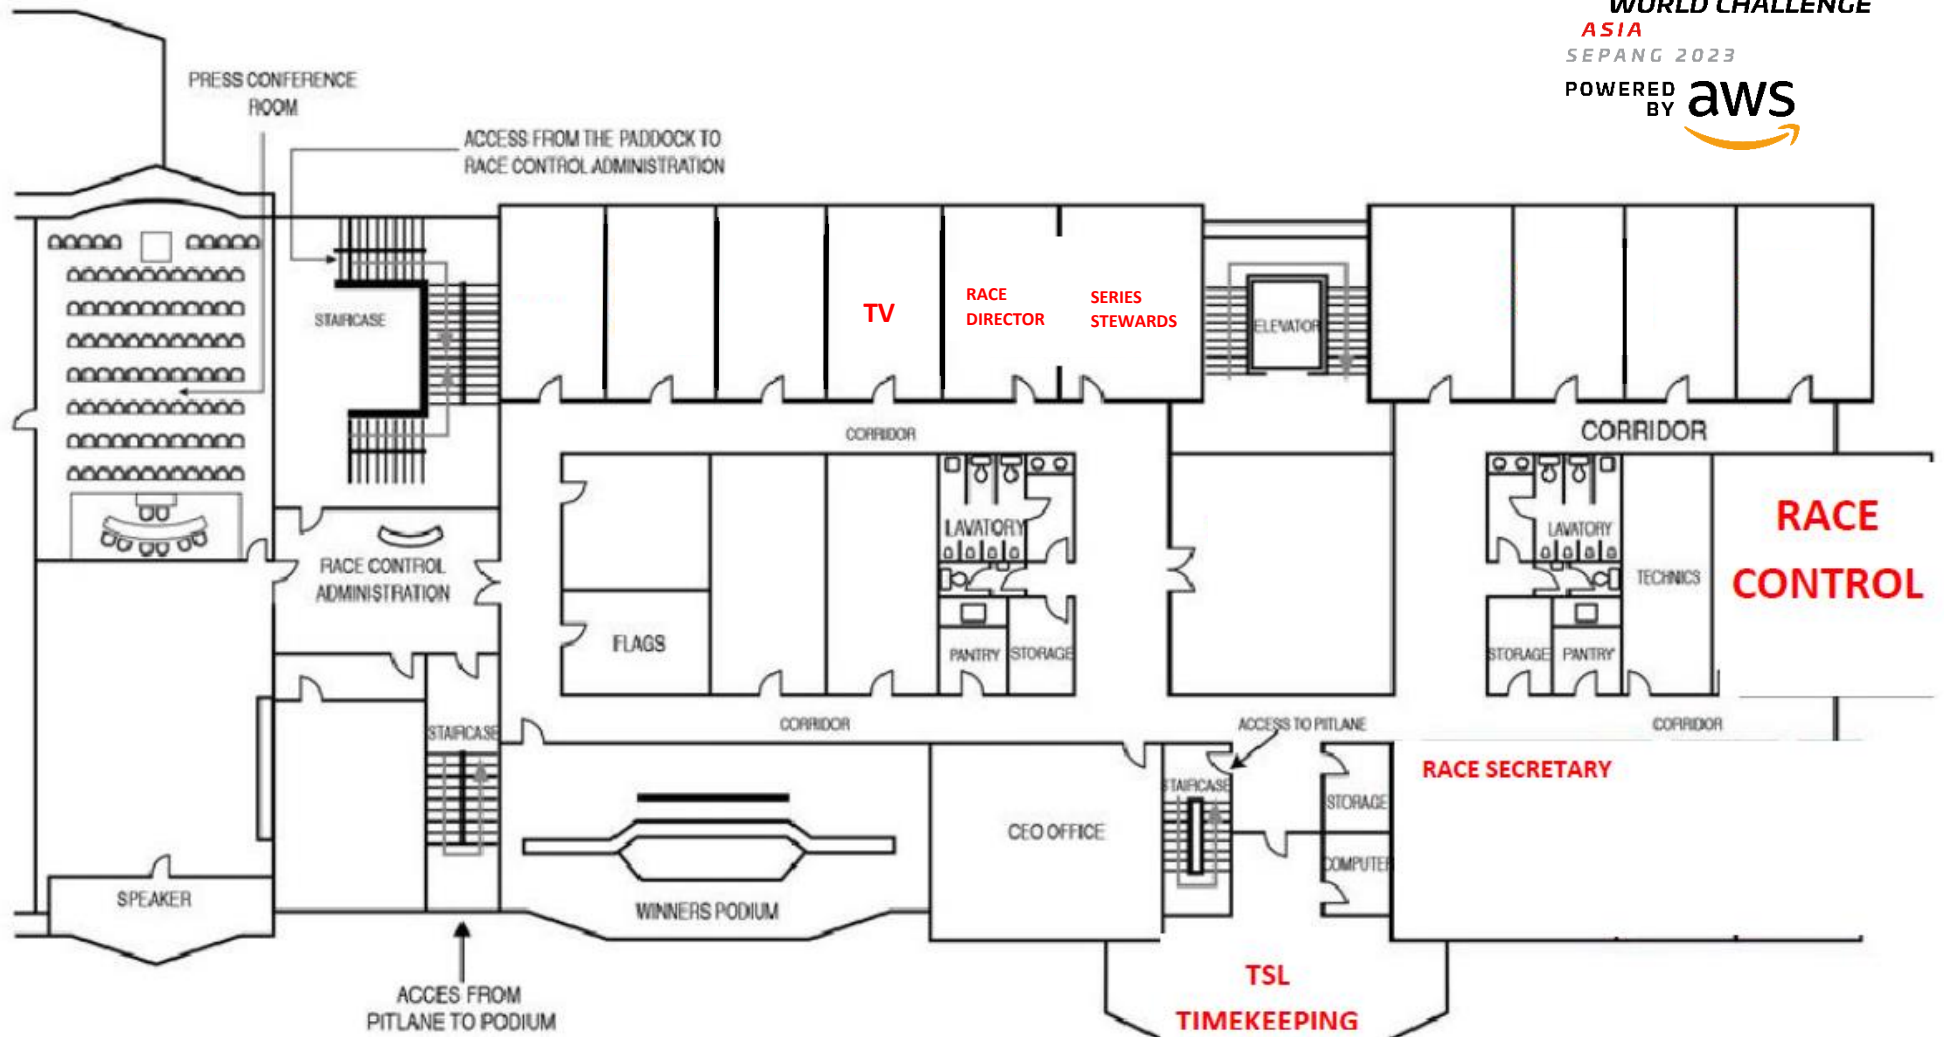 WORLD CHALLENGE
ASIA
SEPANG 2023
POWERED
BY
aws
PRESS CONFERENCE
ROOM
ACCESS FROM THE PADDOCK TO
RACE CONTROL ADMINISTRATION
STAIRCASE
TV
RACE
DIRECTOR
SERIES
STEWARDS
ELEVATOR
CORRIDOR
CORRIDOR
LAVATORY
LAVATORY
RACE
CONTROL
TECHNICS
RACE CONTROL
ADMINISTRATION
FLAGS
PANTRY
STORAGE
STORAGE
PANTRY
STAIRCASE
CORRIDOR
ACCESS TO PITLANE
CORRIDOR
RACE SECRETARY
STAIRCASE
STORAGE
CEO OFFICE
COMPUTER
SPEAKER
WINNERS PODIUM
TSL
TIMEKEEPING
ACCES FROM
PITLANE TO PODIUM